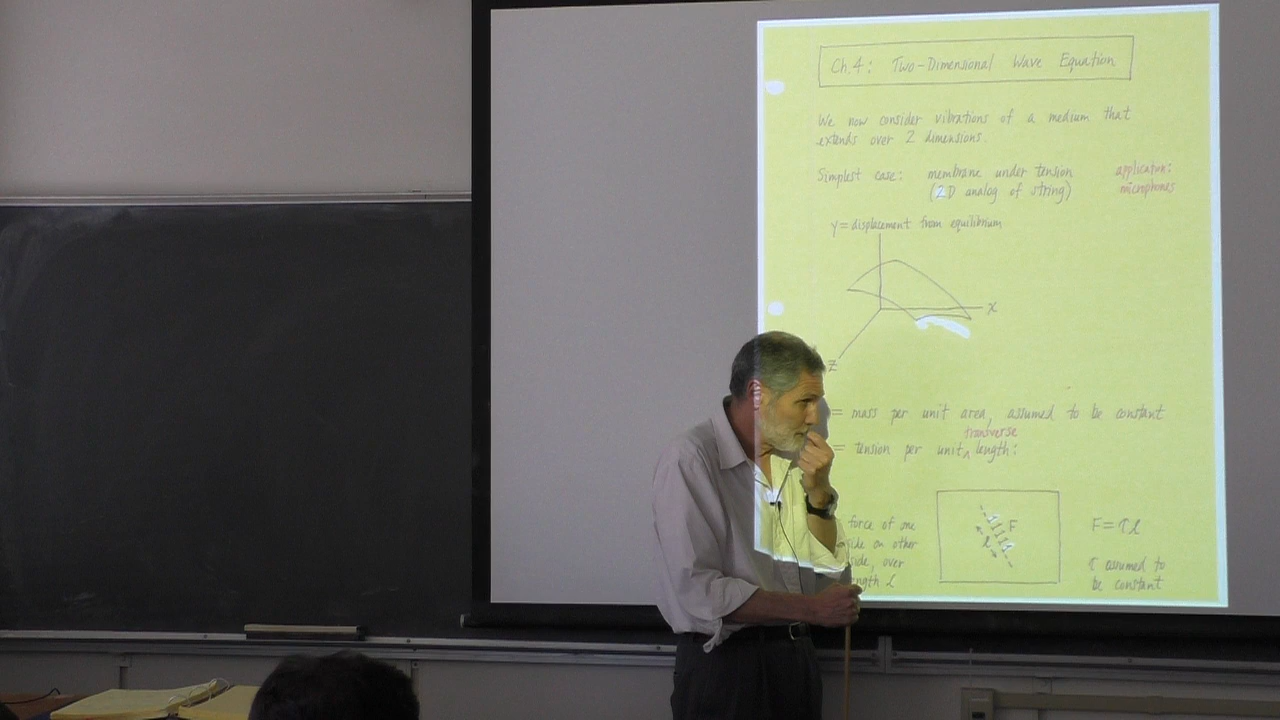 Ch.4: Two-Dimensional Wave Equation
We now consider vibrations of a medium that
extends over 2 dimensions.
Simplest case: membrane under tension application:
(2D analog of string) microphones
y = displacement from equilibrium
x
z
= mass per unit area, assumed to be constant
transverse
= tension per unit ^ length:
force of one F F = τl
side on other l
side, over τ assumed to
length l be constant